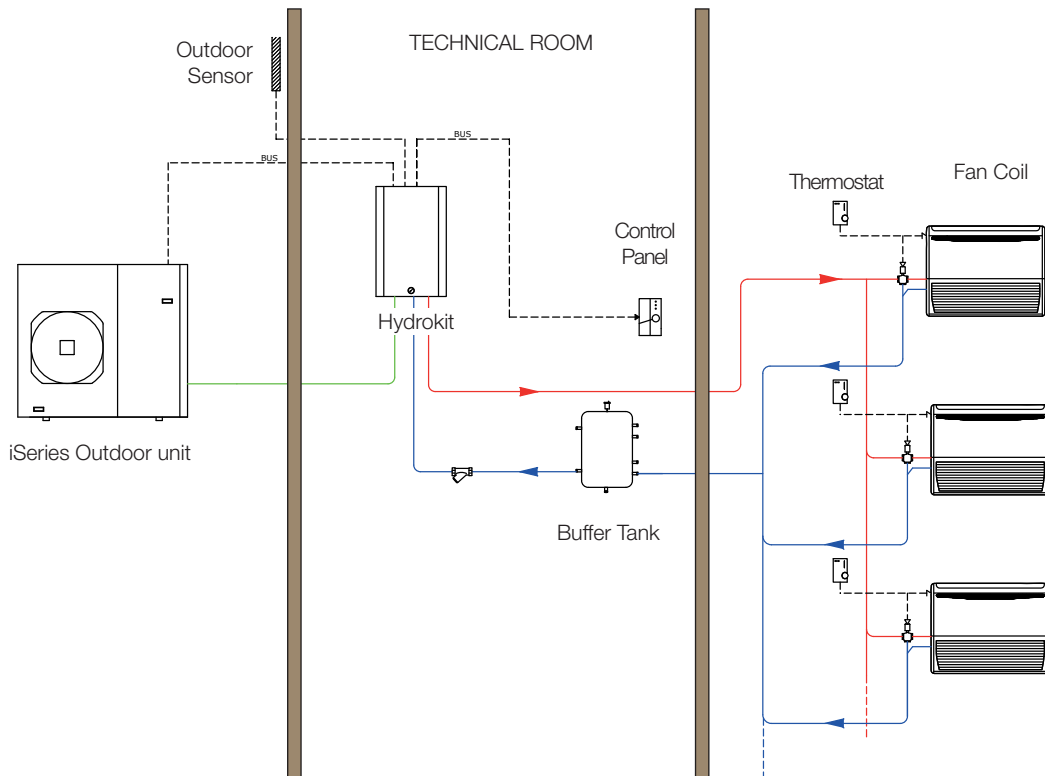 TECHNICAL ROOM
Outdoor
Sensor
BUS
BUS
Thermostat
Fan Coil
Control
Panel
Hydrokit
iSeries Outdoor unit
Buffer Tank